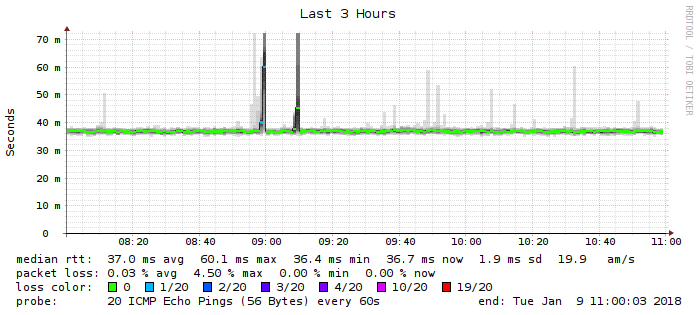 Last 3 Hours
RRDTOOL / TOBI OETIKER
Seconds
70 m
60 m
50 m
40 m
30 m
20 m
10 m
0
08:20 08:40 09:00 09:20 09:40 10:00 10:20 10:40 11:00
median rtt: 37.0 ms avg 60.1 ms max 36.4 ms min 36.7 ms now 1.9 ms sd 19.9 am/s
packet loss: 0.03 % avg 4.50 % max 0.00 % min 0.00 % now
loss color: 0 1/20 2/20 3/20 4/20 10/20 19/20
probe: 20 ICMP Echo Pings (56 Bytes) every 60s end: Tue Jan 9 11:00:03 2018